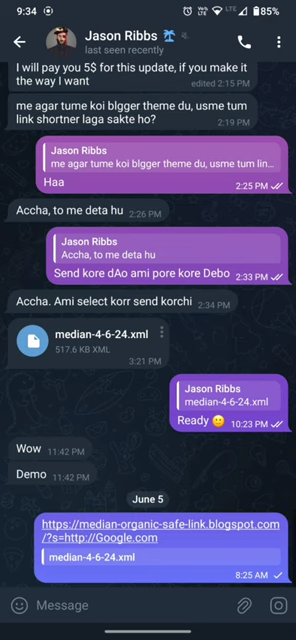 9:34
85%
Jason Ribbs 🌴
last seen recently
I will pay you 5$ for this update, if you make it
the way I want
edited 2:15 PM
me agar tume koi blgger theme du, usme tum
link shortner laga sakte ho?
2:19 PM
Jason Ribbs
me agar tume koi blgger theme du, usme tum lin...
Haa
2:25 PM
Accha, to me deta hu 2:26 PM
Jason Ribbs
Accha, to me deta hu
Send kore dAo ami pore kore Debo 2:33 PM
Accha. Ami select korr send korchi 2:34 PM
median-4-6-24.xml
517.6 KB XML
3:21 PM
Jason Ribbs
median-4-6-24.xml
Ready 😐 10:23 PM
Wow 11:42 PM
Demo 11:42 PM
June 5
https://median-organic-safe-link.blogspot.com
/?s=http://Google.com
median-4-6-24.xml
8:25 AM
Message